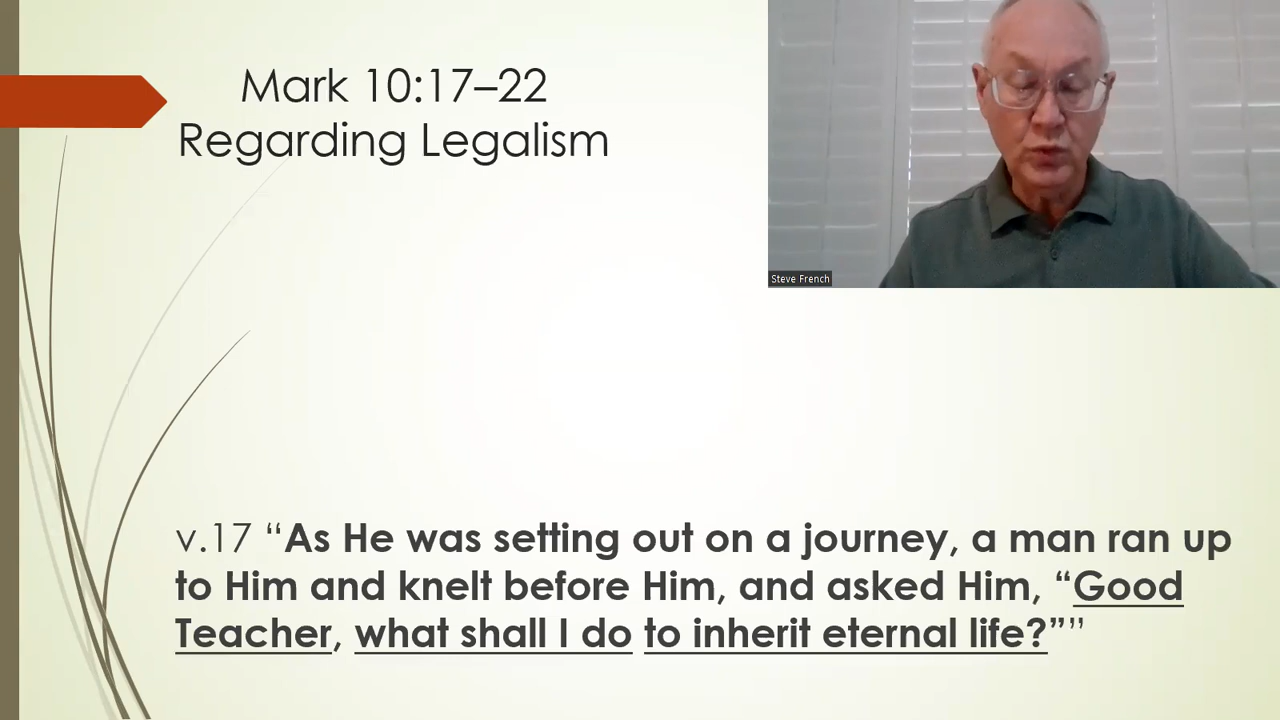 Mark 10:17–22
Regarding Legalism
Steve French
v.17 “As He was setting out on a journey, a man ran up
to Him and knelt before Him, and asked Him, “Good
Teacher, what shall I do to inherit eternal life?””